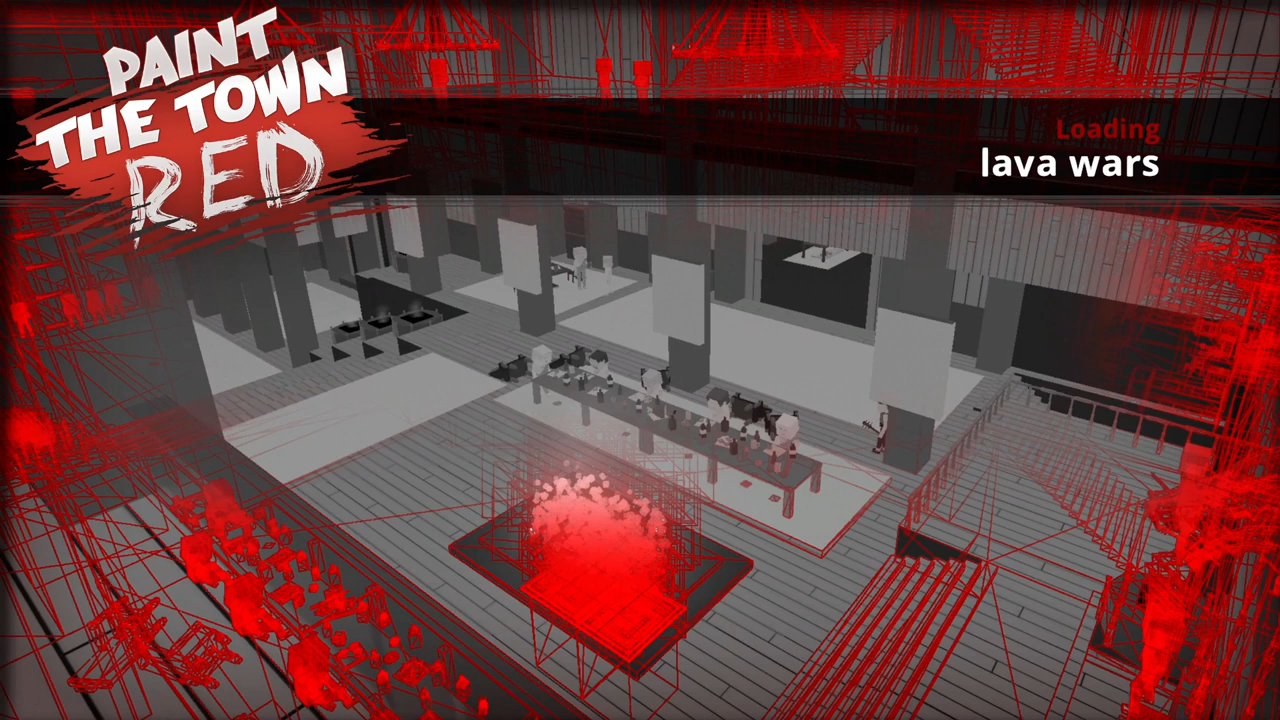 PAINT
THE TOWN
RED
Loading
lava wars